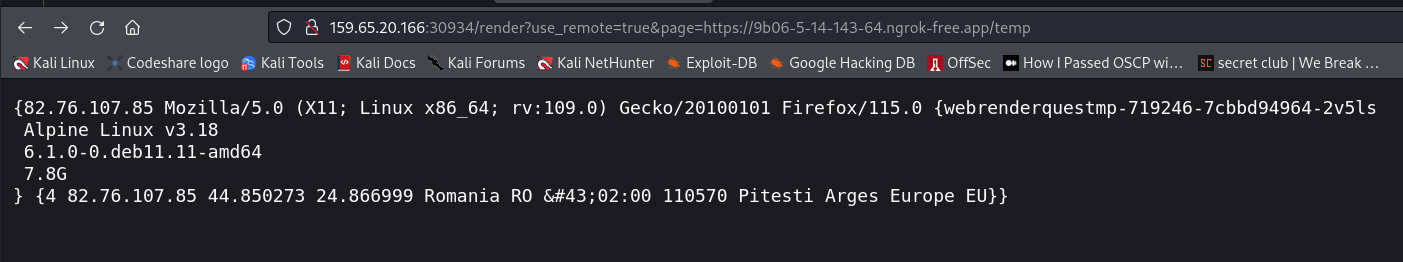 159.65.20.166:30934/render?use_remote=true&page=https://9b06-5-14-143-64.ngrok-free.app/temp
Kali Linux Codeshare logo Kali Tools Kali Docs Kali Forums Kali NetHunter Exploit-DB Google Hacking DB OffSec How I Passed OSCP wi… SC secret club | We Break …
{82.76.107.85 Mozilla/5.0 (X11; Linux x86_64; rv:109.0) Gecko/20100101 Firefox/115.0 {webrenderquestmp-719246-7cbbd94964-2v5ls
Alpine Linux v3.18
6.1.0-0.deb11.11-amd64
7.8G
} {4 82.76.107.85 44.850273 24.866999 Romania RO &#43;02:00 110570 Pitesti Arges Europe EU}}